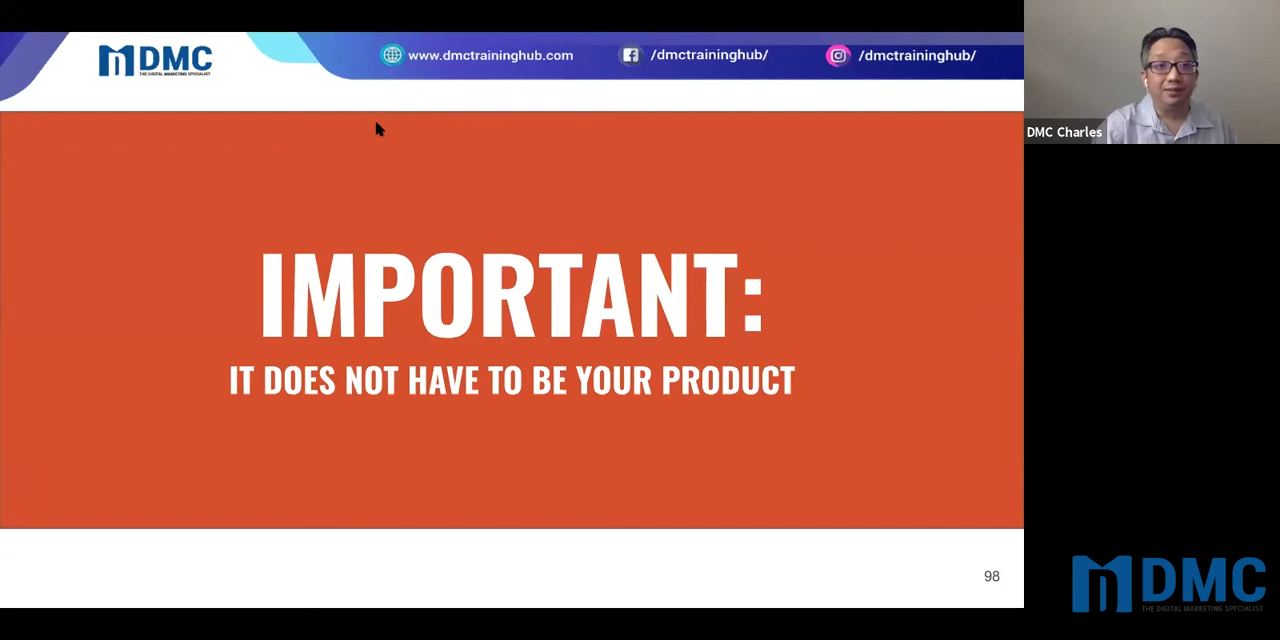 DMC
THE DIGITAL MARKETING SPECIALIST
www.dmctraininghub.com
/dmctraininghub/
/dmctraininghub/
DMC Charles
IMPORTANT:
IT DOES NOT HAVE TO BE YOUR PRODUCT
98
DMC
THE DIGITAL MARKETING SPECIALIST